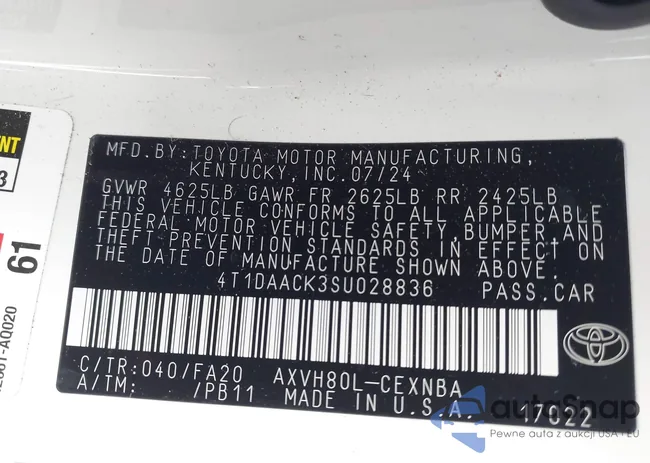 MFD.BY:TOYOTA MOTOR MANUFACTURING,
KENTUCKY,INC.07/24
GVWR 4625LB GAWR FR 2625LB RR 2425LB
THIS VEHICLE CONFORMS TO ALL APPLICABLE
FEDERAL MOTOR VEHICLE SAFETY,BUMPER,AND
THEFT PREVENTION STANDARDS IN EFFECT ON
THE DATE OF MANUFACTURE SHOWN ABOVE.
4T1DAACK3SU028836 PASS.CAR
C/TR:040/FA20 AXVH80L-CEXNBA
A/TM: /PB11 MADE IN U.S.A. 17022
TOYOTA
61
autoSnap
Pewne auta z aukcji USA i EU